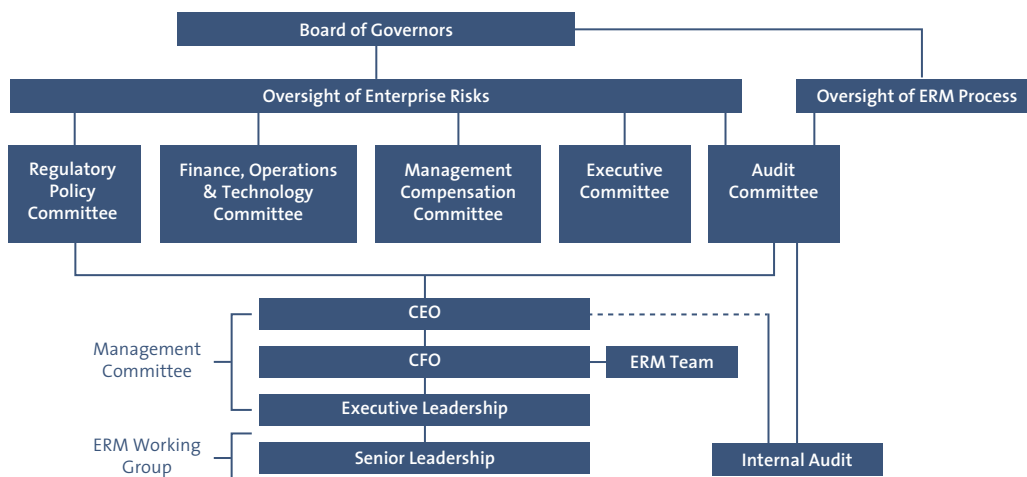 Board of Governors
Oversight of Enterprise Risks
Oversight of ERM Process
Regulatory
Policy
Committee
Finance, Operations
& Technology
Committee
Management
Compensation
Committee
Executive
Committee
Audit
Committee
CEO
Management
Committee
CFO
ERM Team
Executive Leadership
ERM Working
Group
Senior Leadership
Internal Audit